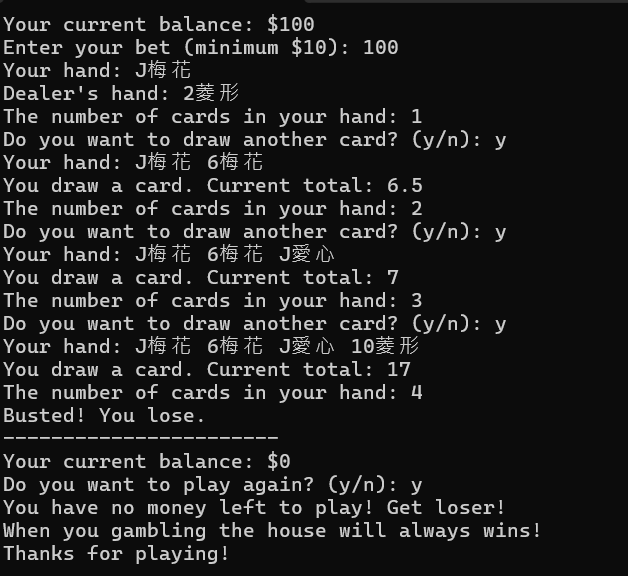 Your current balance: $100
Enter your bet (minimum $10): 100
Your hand: J梅花
Dealer's hand: 2菱形
The number of cards in your hand: 1
Do you want to draw another card? (y/n): y
Your hand: J梅花 6梅花
You draw a card. Current total: 6.5
The number of cards in your hand: 2
Do you want to draw another card? (y/n): y
Your hand: J梅花 6梅花 J愛心
You draw a card. Current total: 7
The number of cards in your hand: 3
Do you want to draw another card? (y/n): y
Your hand: J梅花 6梅花 J愛心 10菱形
You draw a card. Current total: 17
The number of cards in your hand: 4
Busted! You lose.
-----------------------
Your current balance: $0
Do you want to play again? (y/n): y
You have no money left to play! Get loser!
When you gambling the house will always wins!
Thanks for playing!